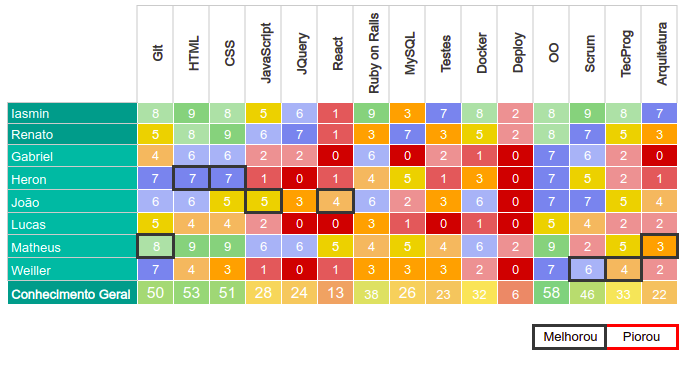 Git HTML CSS JavaScript JQuery React Ruby on Rails MySQL Testes Docker Deploy OO Scrum TecProg Arquitetura
Iasmin 8 9 8 5 6 1 9 3 7 8 2 8 9 8 7
Renato 5 8 9 6 7 1 3 7 3 5 2 8 7 5 3
Gabriel 4 6 6 2 2 0 6 0 2 1 0 7 6 2 0
Heron 7 7 7 1 0 1 4 5 1 3 0 7 5 2 1
João 6 6 5 5 3 4 6 2 4 6 0 7 7 5 4
Lucas 5 4 4 2 0 0 3 1 0 1 0 5 4 2 2
Matheus 8 9 9 6 6 5 4 5 4 6 2 9 2 5 3
Weiller 7 4 3 1 0 1 3 3 3 2 0 7 6 4 2
Conhecimento Geral 50 53 51 28 24 13 38 26 23 32 6 58 46 33 22
Melhorou Piorou